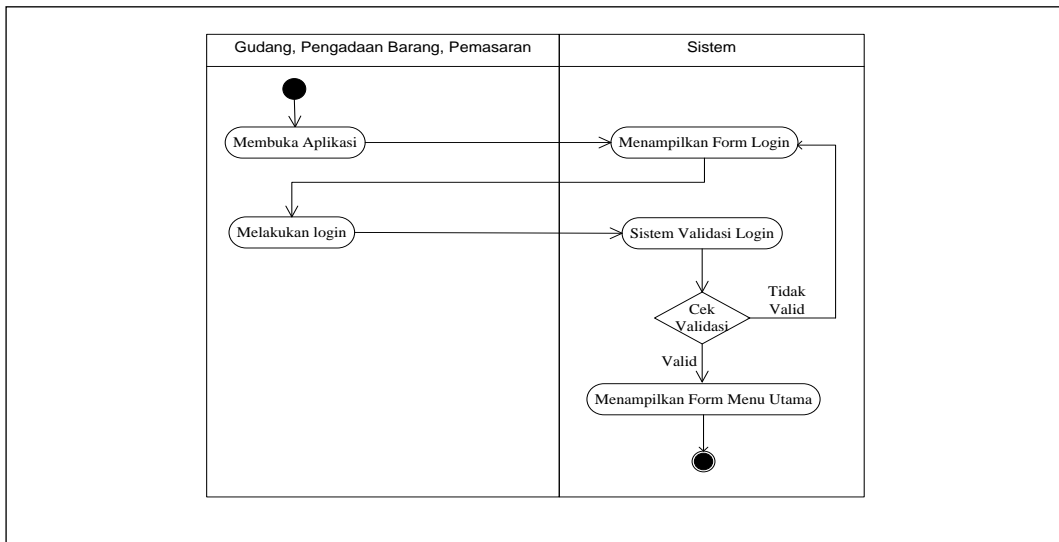 Gudang, Pengadaan Barang, Pemasaran
Sistem
Membuka Aplikasi
Menampilkan Form Login
Melakukan login
Sistem Validasi Login
Cek
Validasi
Tidak
Valid
Valid
Menampilkan Form Menu Utama